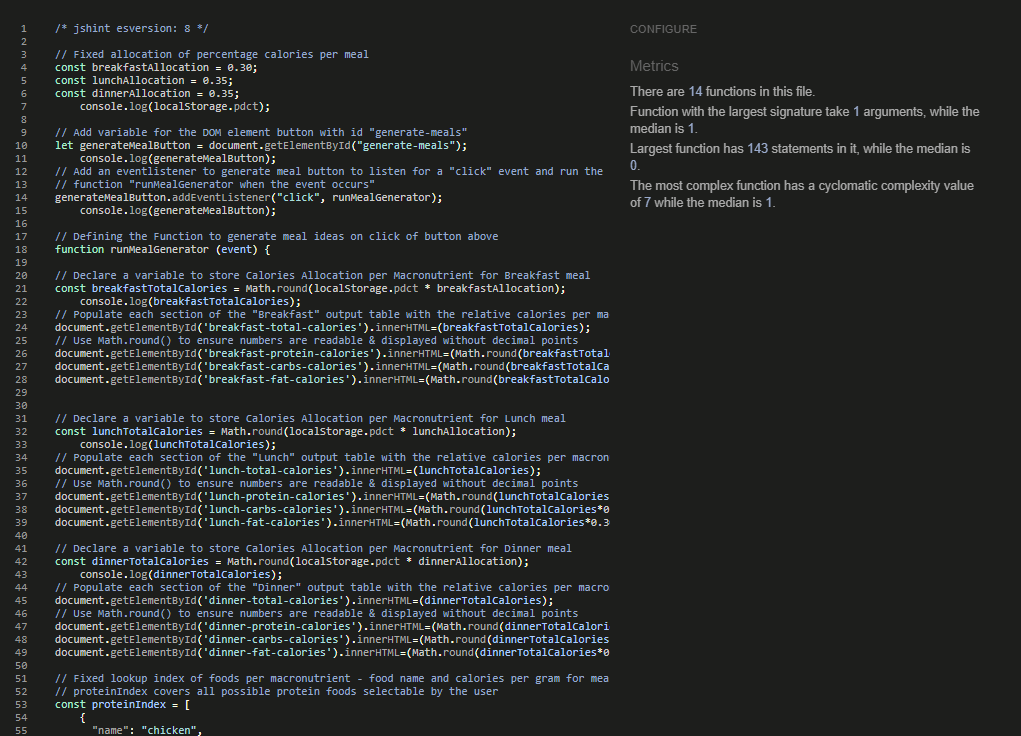 1 /* jshint esversion: 8 */
2
3 // Fixed allocation of percentage calories per meal
4 const breakfastAllocation = 0.30;
5 const lunchAllocation = 0.35;
6 const dinnerAllocation = 0.35;
7 console.log(localStorage.pdct);
8
9 // Add variable for the DOM element button with id "generate-meals"
10 let generateMealButton = document.getElementById("generate-meals");
11 console.log(generateMealButton);
12 // Add an eventlistener to generate meal button to listen for a "click" event and run the
13 // function "runMealGenerator when the event occurs"
14 generateMealButton.addEventListener("click", runMealGenerator);
15 console.log(generateMealButton);
16
17 // Defining the Function to generate meal ideas on click of button above
18 function runMealGenerator (event) {
19
20 // Declare a variable to store Calories Allocation per Macronutrient for Breakfast meal
21 const breakfastTotalCalories = Math.round(localStorage.pdct * breakfastAllocation);
22 console.log(breakfastTotalCalories);
23 // Populate each section of the "Breakfast" output table with the relative calories per ma
24 document.getElementById('breakfast-total-calories').innerHTML=(breakfastTotalCalories);
25 // Use Math.round() to ensure numbers are readable & displayed without decimal points
26 document.getElementById('breakfast-protein-calories').innerHTML=(Math.round(breakfastTotal
27 document.getElementById('breakfast-carbs-calories').innerHTML=(Math.round(breakfastTotalCa
28 document.getElementById('breakfast-fat-calories').innerHTML=(Math.round(breakfastTotalCalo
29
30
31 // Declare a variable to store Calories Allocation per Macronutrient for Lunch meal
32 const lunchTotalCalories = Math.round(localStorage.pdct * lunchAllocation);
33 console.log(lunchTotalCalories);
34 // Populate each section of the "Lunch" output table with the relative calories per macron
35 document.getElementById('lunch-total-calories').innerHTML=(lunchTotalCalories);
36 // Use Math.round() to ensure numbers are readable & displayed without decimal points
37 document.getElementById('lunch-protein-calories').innerHTML=(Math.round(lunchTotalCalories
38 document.getElementById('lunch-carbs-calories').innerHTML=(Math.round(lunchTotalCalories*0
39 document.getElementById('lunch-fat-calories').innerHTML=(Math.round(lunchTotalCalories*0.3
40
41 // Declare a variable to store Calories Allocation per Macronutrient for Dinner meal
42 const dinnerTotalCalories = Math.round(localStorage.pdct * dinnerAllocation);
43 console.log(dinnerTotalCalories);
44 // Populate each section of the "Dinner" output table with the relative calories per macro
45 document.getElementById('dinner-total-calories').innerHTML=(dinnerTotalCalories);
46 // Use Math.round() to ensure numbers are readable & displayed without decimal points
47 document.getElementById('dinner-protein-calories').innerHTML=(Math.round(dinnerTotalCalori
48 document.getElementById('dinner-carbs-calories').innerHTML=(Math.round(dinnerTotalCalories
49 document.getElementById('dinner-fat-calories').innerHTML=(Math.round(dinnerTotalCalories*0
50
51 // Fixed lookup index of foods per macronutrient - food name and calories per gram for mea
52 // proteinIndex covers all possible protein foods selectable by the user
53 const proteinIndex = [
54 {
55 "name": "chicken",
CONFIGURE
Metrics
There are 14 functions in this file.
Function with the largest signature take 1 arguments, while the
median is 1.
Largest function has 143 statements in it, while the median is
0.
The most complex function has a cyclomatic complexity value
of 7 while the median is 1.